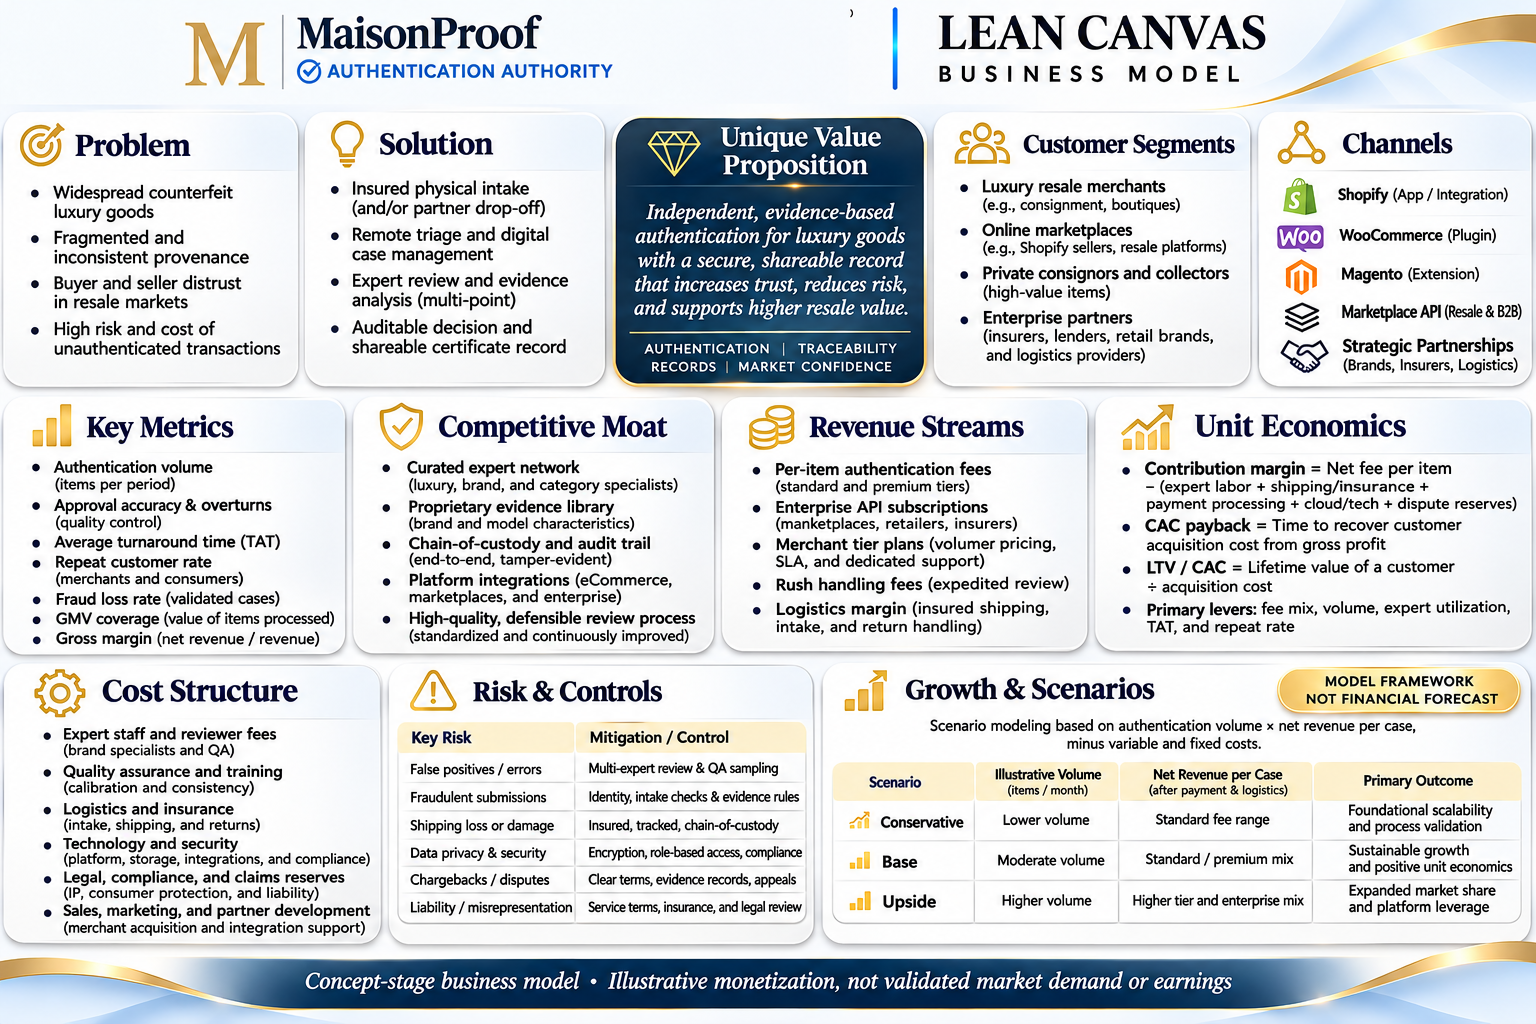 M
MaisonProof
AUTHENTICATION AUTHORITY
LEAN CANVAS
BUSINESS MODEL
Problem
• Widespread counterfeit
luxury goods
• Fragmented and
inconsistent provenance
• Buyer and seller distrust
in resale markets
• High risk and cost of
unauthenticated transactions
Solution
• Insured physical intake
(and/or partner drop-off)
• Remote triage and digital
case management
• Expert review and evidence
analysis (multi-point)
• Auditable decision and
shareable certificate record
Unique Value
Proposition
Independent, evidence-based
authentication for luxury goods
with a secure, shareable record
that increases trust, reduces risk,
and supports higher resale value.
AUTHENTICATION | TRACEABILITY
RECORDS | MARKET CONFIDENCE
Customer Segments
• Luxury resale merchants
(e.g., consignment, boutiques)
• Online marketplaces
(e.g., Shopify sellers, resale platforms)
• Private consignors and collectors
(high-value items)
• Enterprise partners
(insurers, lenders, retail brands,
and logistics providers)
Channels
S
Shopify (App / Integration)
WOO
WooCommerce (Plugin)
Magento (Extension)
Marketplace API (Resale & B2B)
Strategic Partnerships
(Brands, Insurers, Logistics)
Key Metrics
• Authentication volume
(items per period)
• Approval accuracy & overturns
(quality control)
• Average turnaround time (TAT)
• Repeat customer rate
(merchants and consumers)
• Fraud loss rate (validated cases)
• GMV coverage (value of items processed)
• Gross margin (net revenue / revenue)
Competitive Moat
• Curated expert network
(luxury, brand, and category specialists)
• Proprietary evidence library
(brand and model characteristics)
• Chain-of-custody and audit trail
(end-to-end, tamper-evident)
• Platform integrations (eCommerce,
marketplaces, and enterprise)
• High-quality, defensible review process
(standardized and continuously improved)
Revenue Streams
• Per-item authentication fees
(standard and premium tiers)
• Enterprise API subscriptions
(manketplaces, retailers, insurers)
• Merchant tier plans (volumer pricing,
SLA, and dedicated support)
• Rush handling fees (expedited review)
• Logistics margin (insured shipping,
intake, and return handling)
Unit Economics
• Contribution margin = Net fee per item
− (expert labor + shipping/insurance +
payment processing + cloud/tech + dispute reserves)
• CAC payback = Time to recover customer
acquisition cost from gross profit
• LTV / CAC = Lifetime value of a customer
÷ acquisition cost
• Primary levers: fee mix, volume, expert utilization,
TAT, and repeat rate
Cost Structure
• Expert staff and reviewer fees
(brand specialists and QA)
• Quality assurance and training
(calibration and consistency)
• Logistics and insurance
(intake, shipping, and returns)
• Technology and security
(platform, storage, integrations, and compliance)
• Legal, compliance, and claims reserves
(IP, consumer protection, and liability)
• Sales, marketing, and partner development
(merchant acquisition and integration support)
Risk & Controls
Key Risk Mitigation / Control
False positives / errors Multi-expert review & QA sampling
Fraudulent submissions Identity, intake checks & evidence rules
Shipping loss or damage Insured, tracked, chain-of-custody
Data privacy & security Encryption, role-based access, compliance
Chargebacks / disputes Clear terms, evidence records, appeals
Liability / misrepresentation Service terms, insurance, and legal review
Growth & Scenarios
MODEL FRAMEWORK
NOT FINANCIAL FORECAST
Scenario modeling based on authentication volume × net revenue per case,
minus variable and fixed costs.
Scenario
Illustrative Volume
(items / month)
Net Revenue per Case
(after payment & logistics)
Primary Outcome
Conservative
Lower volume
Standard fee range
Foundational scalability
and process validation
Base
Moderate volume
Standard / premium mix
Sustainable growth
and positive unit economics
Upside
Higher volume
Higher tier and enterprise mix
Expanded market share
and platform leverage
Concept-stage business model • Illustrative monetization, not validated market demand or earnings